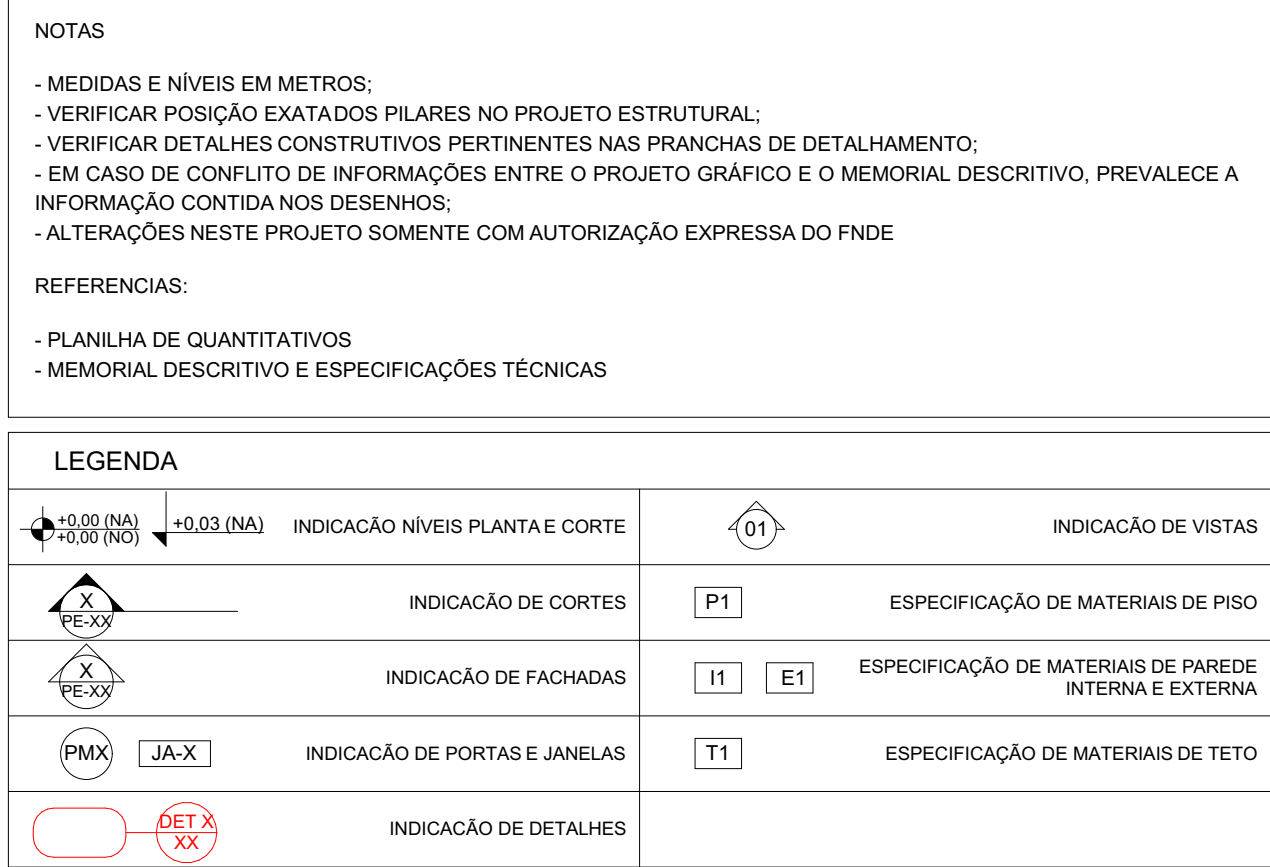 NOTAS
- MEDIDAS E NÍVEIS EM METROS;
- VERIFICAR POSIÇÃO EXATA DOS PILARES NO PROJETO ESTRUTURAL;
- VERIFICAR DETALHES CONSTRUTIVOS PERTINENTES NAS PRANCHAS DE DETALHAMENTO;
- EM CASO DE CONFLITO DE INFORMAÇÕES ENTRE O PROJETO GRÁFICO E O MEMORIAL DESCRITIVO, PREVALECE A
INFORMAÇÃO CONTIDA NOS DESENHOS;
- ALTERAÇÕES NESTE PROJETO SOMENTE COM AUTORIZAÇÃO EXPRESSA DO FNDE
REFERENCIAS:
- PLANILHA DE QUANTITATIVOS
- MEMORIAL DESCRITIVO E ESPECIFICAÇÕES TÉCNICAS
LEGENDA
+0,00 (NA)
+0,00 (NO)
+0,03 (NA)
INDICACÃO NÍVEIS PLANTA E CORTE
01
INDICACÃO DE VISTAS
X
PE-XX
INDICACÃO DE CORTES
P1
ESPECIFICAÇÃO DE MATERIAIS DE PISO
X
PE-XX
INDICACÃO DE FACHADAS
I1
E1
ESPECIFICAÇÃO DE MATERIAIS DE PAREDE
INTERNA E EXTERNA
PMX
JA-X
INDICACÃO DE PORTAS E JANELAS
T1
ESPECIFICAÇÃO DE MATERIAIS DE TETO
DET X
XX
INDICACÃO DE DETALHES